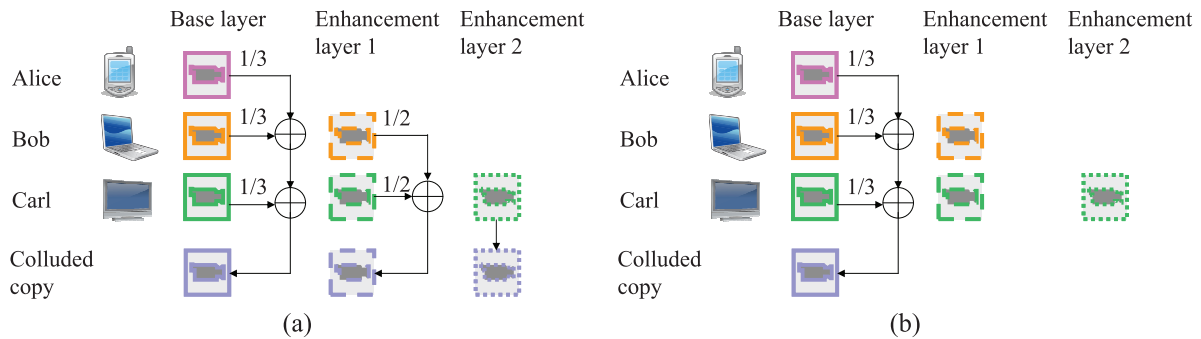 Base layer
Enhancement
layer 1
Enhancement
layer 2
Alice
1/3
Bob
1/3
1/2
Carl
1/3
1/2
Colluded
copy
(a)
Base layer
Enhancement
layer 1
Enhancement
layer 2
Alice
1/3
Bob
1/3
Carl
1/3
Colluded
copy
(b)